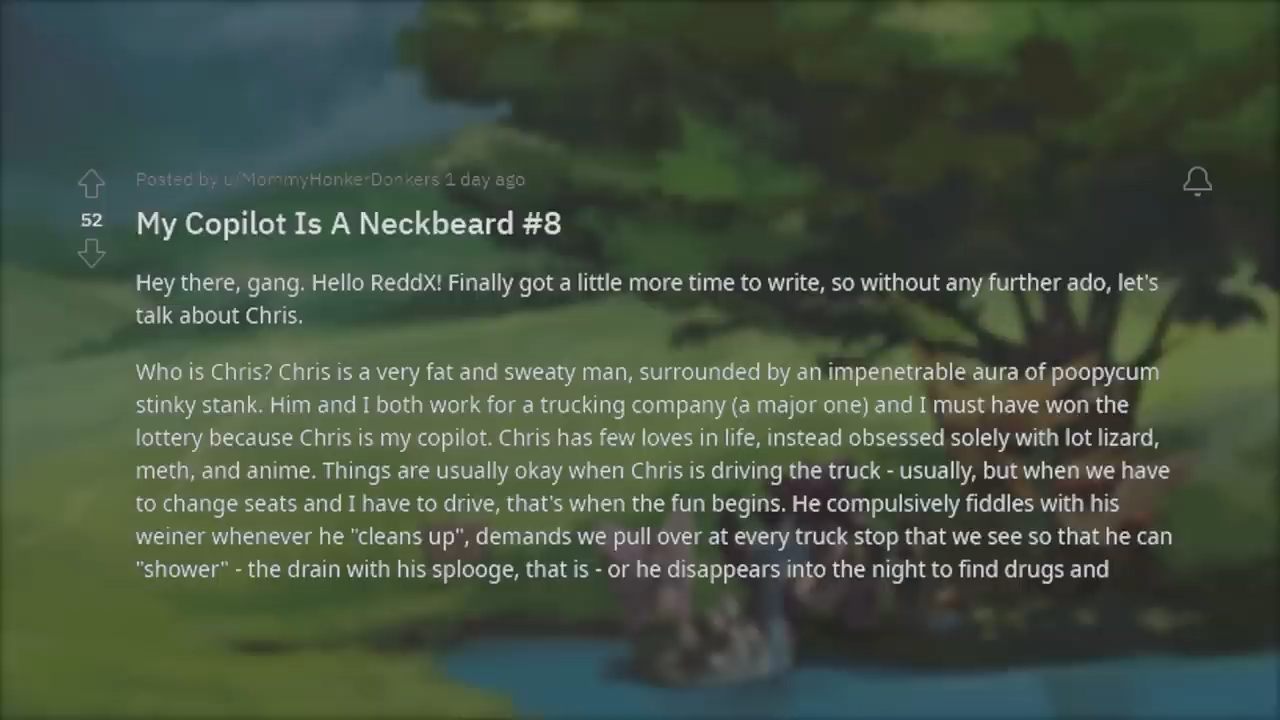 Posted by u/MommyHonkerDonkers 1 day ago
52
My Copilot Is A Neckbeard #8
Hey there, gang. Hello ReddX! Finally got a little more time to write, so without any further ado, let's
talk about Chris.
Who is Chris? Chris is a very fat and sweaty man, surrounded by an impenetrable aura of poopycum
stinky stank. Him and I both work for a trucking company (a major one) and I must have won the
lottery because Chris is my copilot. Chris has few loves in life, instead obsessed solely with lot lizard,
meth, and anime. Things are usually okay when Chris is driving the truck - usually, but when we have
to change seats and I have to drive, that's when the fun begins. He compulsively fiddles with his
weiner whenever he "cleans up", demands we pull over at every truck stop that we see so that he can
"shower" - the drain with his splooge, that is - or he disappears into the night to find drugs and